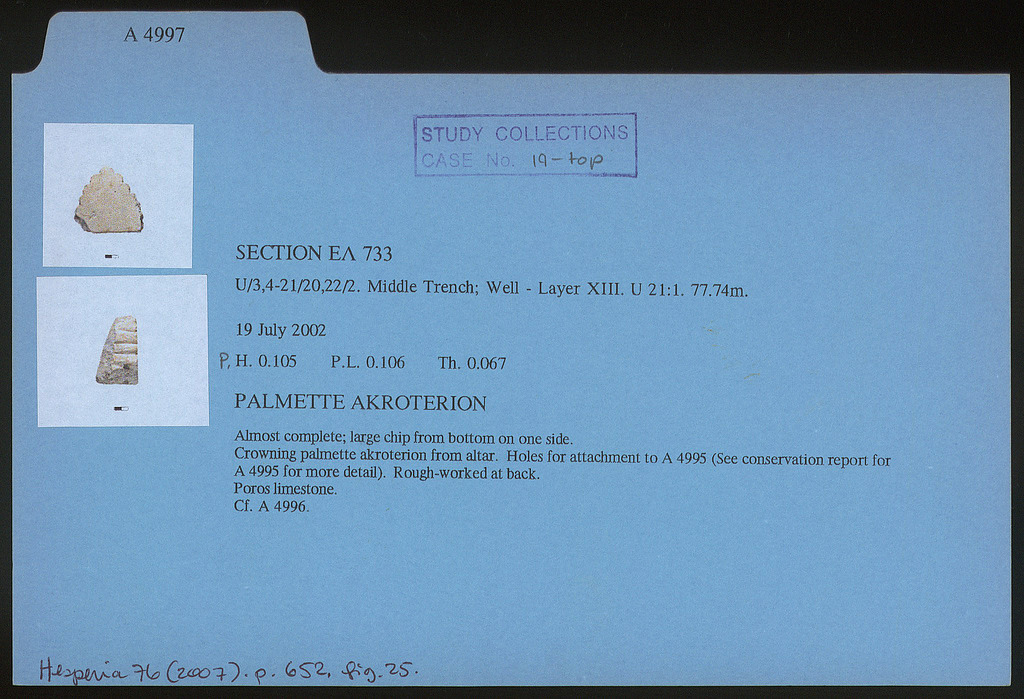 A 4997
STUDY COLLECTIONS
CASE No. 19-top
SECTION ΕΛ 733
U/3,4-21/20,22/2. Middle Trench; Well - Layer XIII. U 21:1. 77.74m.
19 July 2002
P. H. 0.105 P.L. 0.106 Th. 0.067
PALMETTE AKROTERION
Almost complete; large chip from bottom on one side.
Crowning palmette akroterion from altar. Holes for attachment to A 4995 (See conservation report for
A 4995 for more detail). Rough-worked at back.
Poros limestone.
Cf. A 4996.
Hesperia 76 (2007). p. 652, fig. 25.